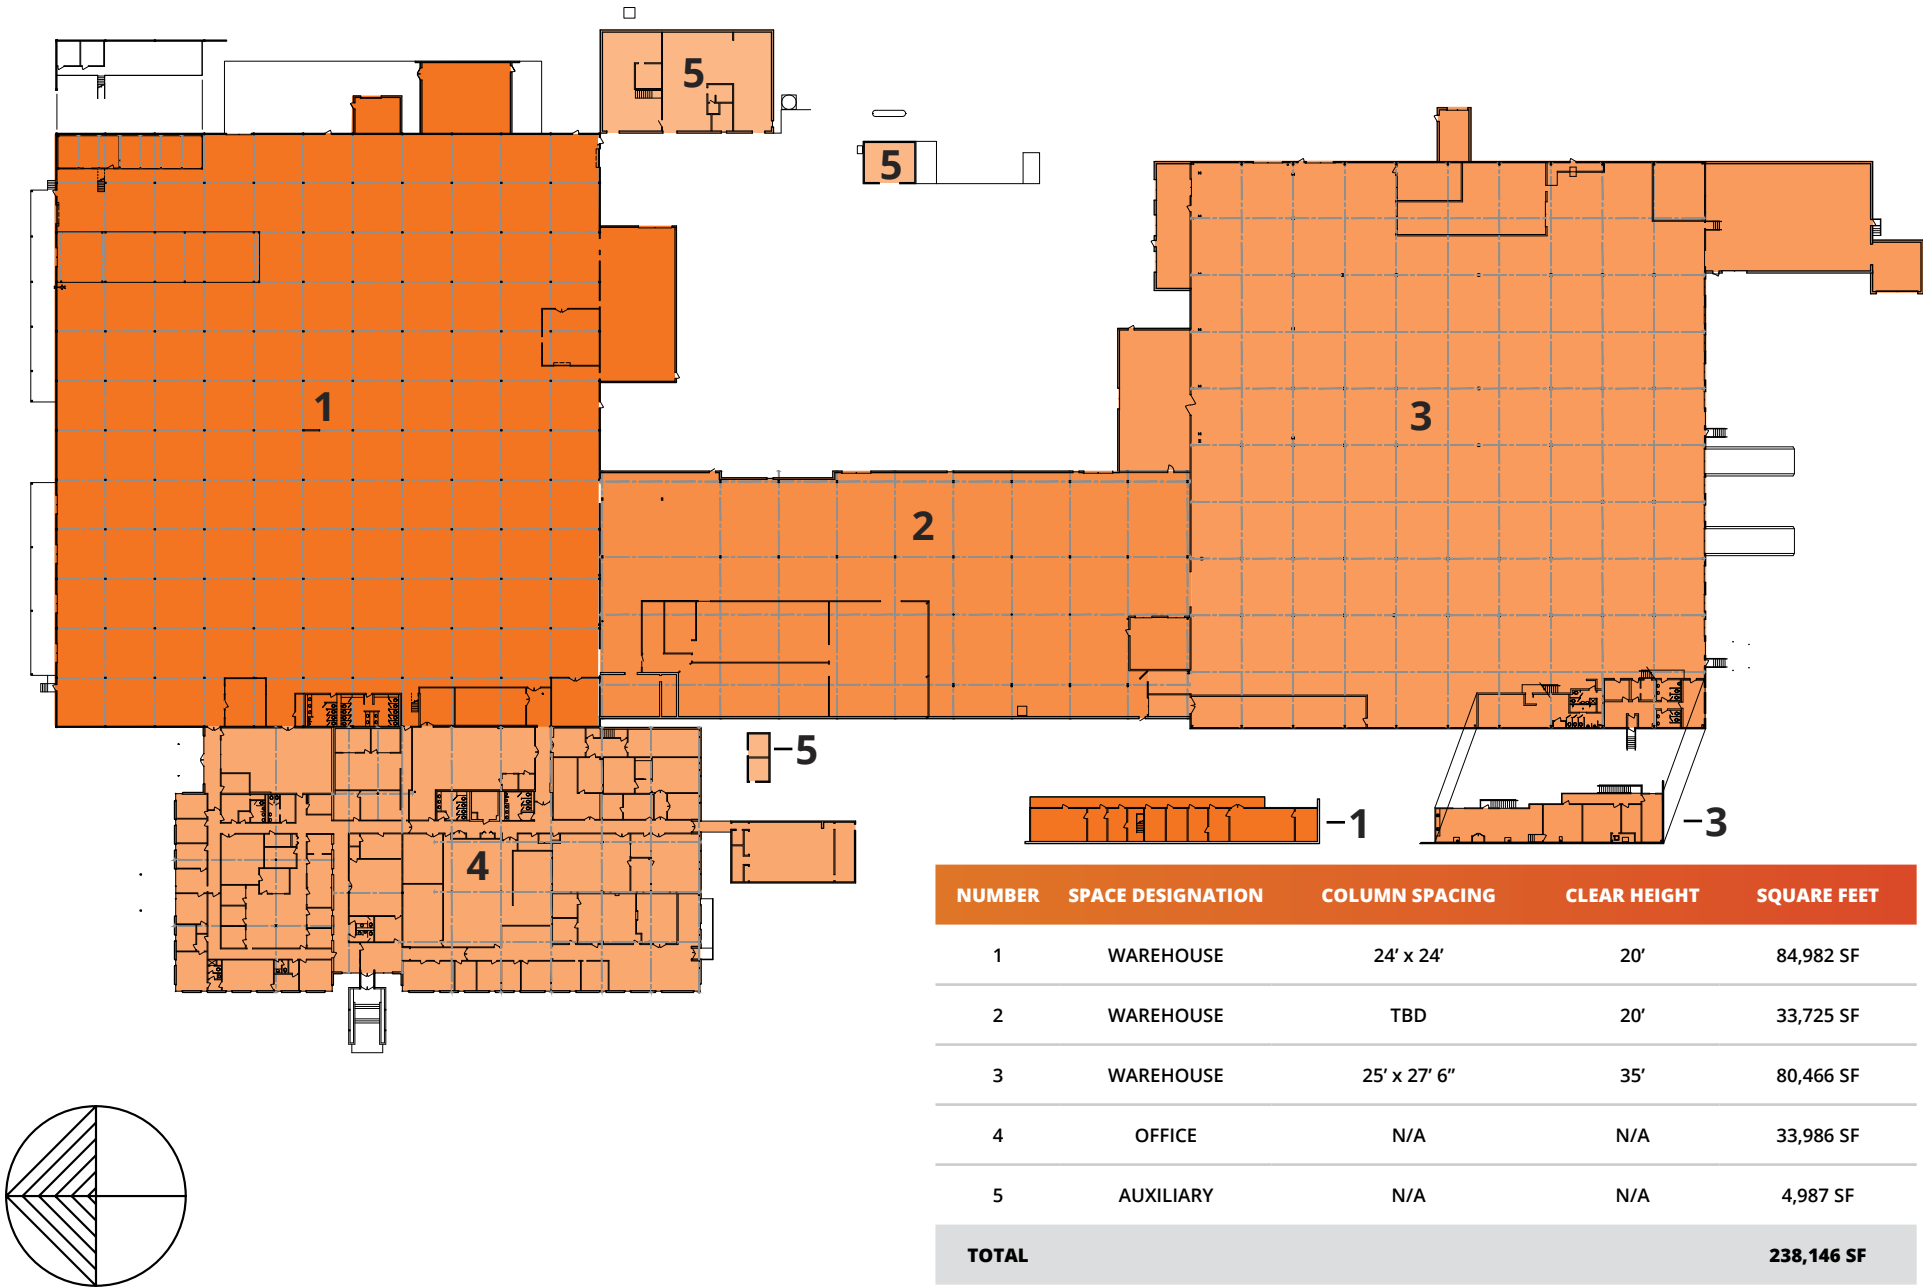 5
5
1
3
2
5
4
1
3
NUMBER SPACE DESIGNATION COLUMN SPACING CLEAR HEIGHT SQUARE FEET
1 WAREHOUSE 24’ x 24’ 20’ 84,982 SF
2 WAREHOUSE TBD 20’ 33,725 SF
3 WAREHOUSE 25’ x 27’ 6” 35’ 80,466 SF
4 OFFICE N/A N/A 33,986 SF
5 AUXILIARY N/A N/A 4,987 SF
TOTAL 238,146 SF